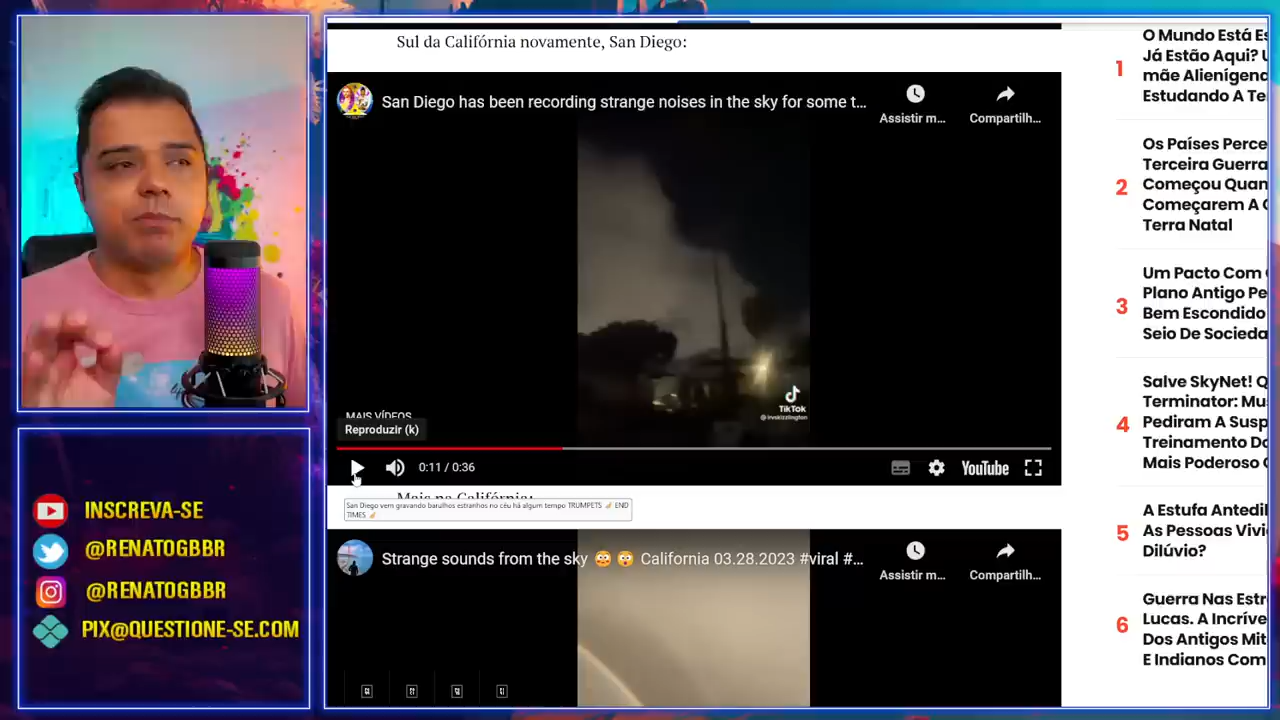 Sul da Califórnia novamente, San Diego:
San Diego has been recording strange noises in the sky for some t...
Assistir m...
Compartilh...
TikTok
MAIS VÍDEOS
Reproduzir (k)
0:11 / 0:36
YouTube
Mais na Califórnia:
San Diego vem gravando barulhos estranhos no céu há algum tempo TRUMPETS 🎺 END
TIMES 🎺
Strange sounds from the sky 😳 😲 California 03.28.2023 #viral #...
Assistir m...
Compartilh...
1
O Mundo Está Es
Já Estão Aqui? U
mãe Alienígena
Estudando A Te
2
Os Países Perce
Terceira Guerra
Começou Quan
Começarem A
Terra Natal
3
Um Pacto Com
Plano Antigo Pe
Bem Escondido
Seio De Socieda
4
Salve SkyNet! Q
Terminator: Mu
Pediram A Susp
Treinamento Do
Mais Poderoso
5
A Estufa Antedil
As Pessoas Vivi
Dilúvio?
6
Guerra Nas Estr
Lucas. A Incríve
Dos Antigos Mit
E Indianos Com
INSCREVA-SE
@RENATOGBBR
@RENATOGBBR
PIX@QUESTIONE-SE.COM